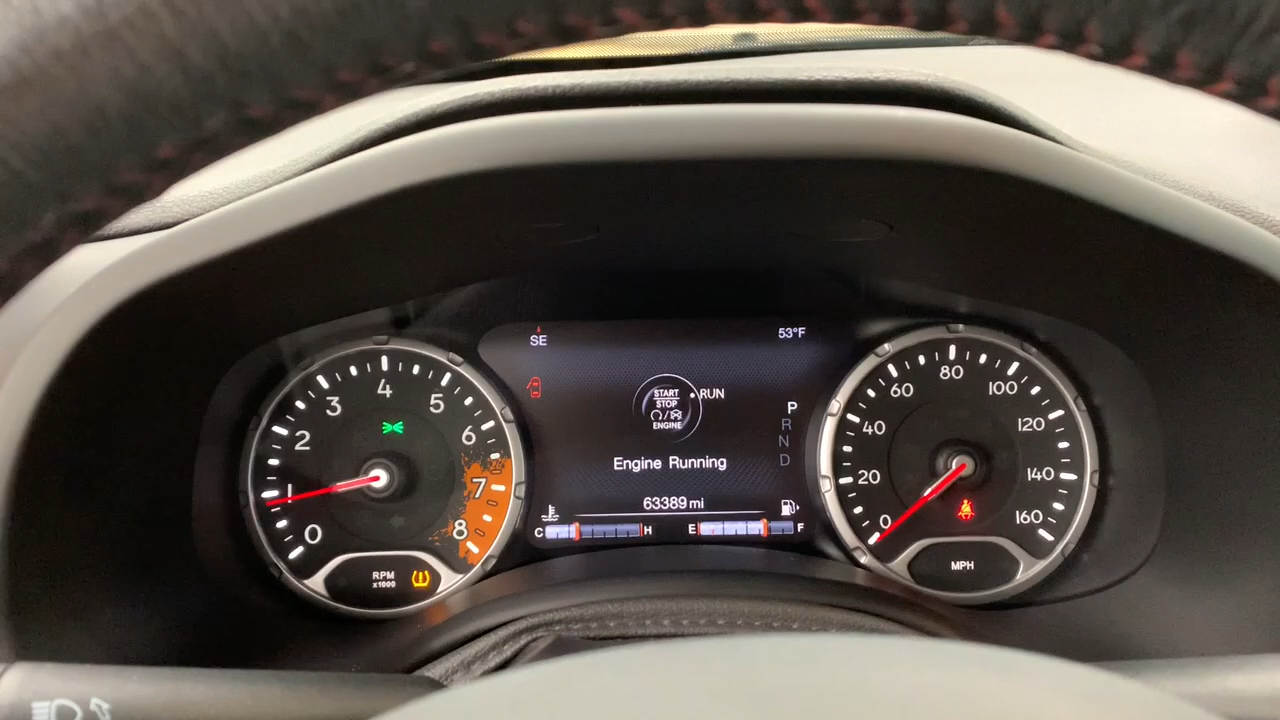 SE
53°F
START
STOP
ENGINE
RUN
P
R
N
D
Engine Running
63389 mi
C
H
E
F
0
1
2
3
4
5
6
7
8
RPM
x1000
0
20
40
60
80
100
120
140
160
MPH